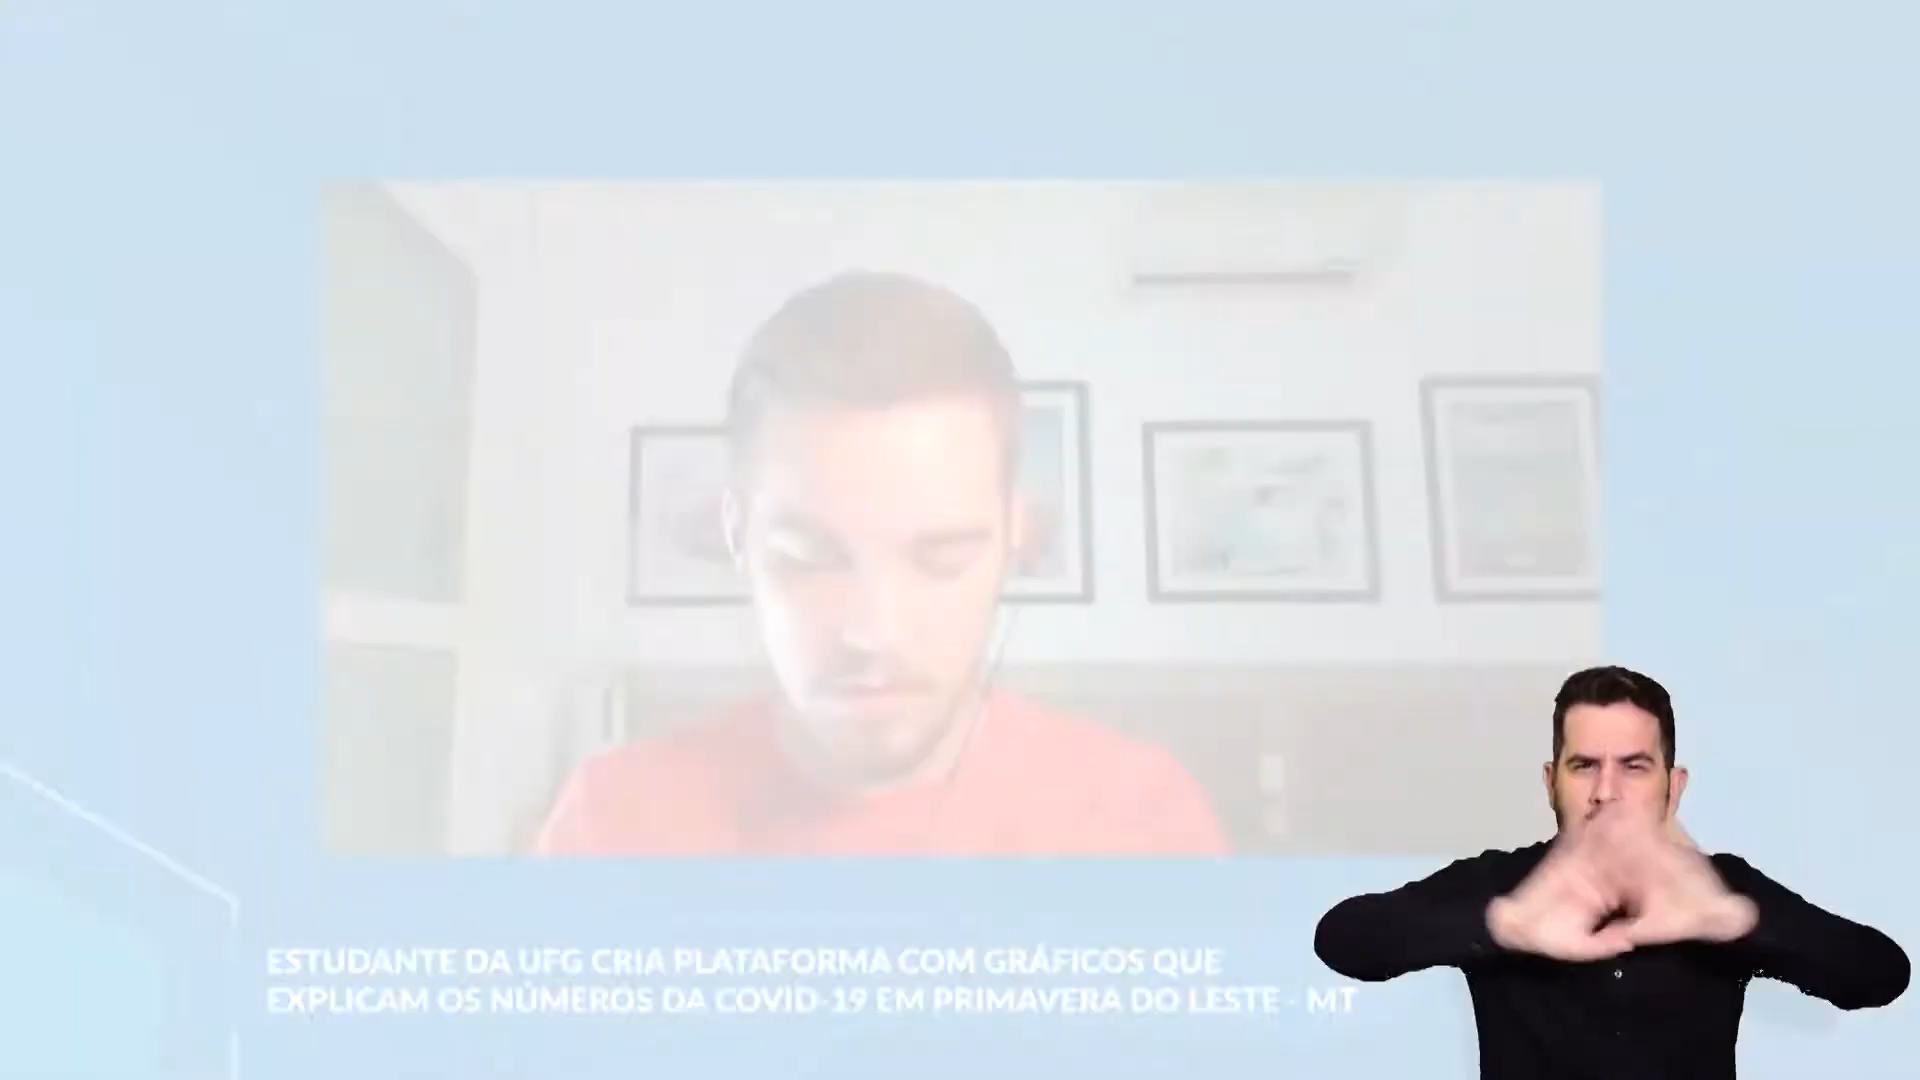 ESTUDANTE DA UFG CRIA PLATAFORMA COM GRÁFICOS QUE
EXPLICAM OS NÚMEROS DA COVID-19 EM PRIMAVERA DO LESTE - MT